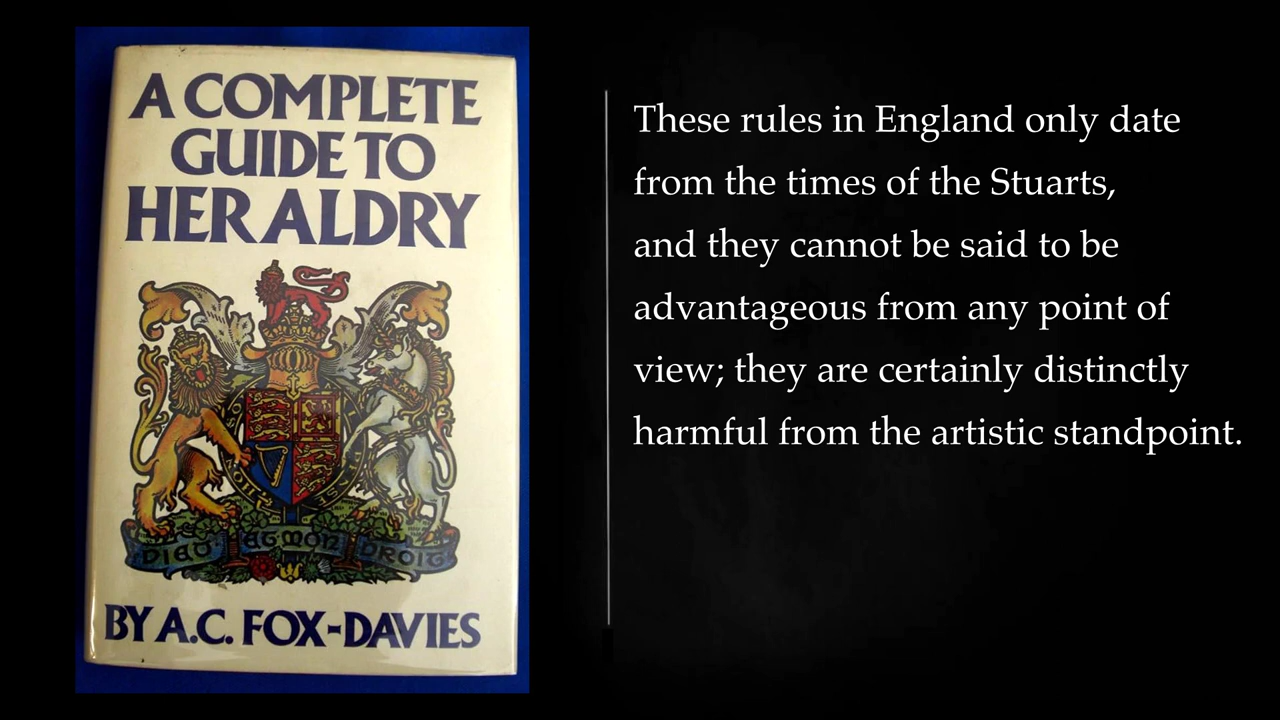 A COMPLETE
GUIDE TO
HERALDRY
DIEU ET MON DROIT
BY A.C. FOX-DAVIES
These rules in England only date
from the times of the Stuarts,
and they cannot be said to be
advantageous from any point of
view; they are certainly distinctly
harmful from the artistic standpoint.